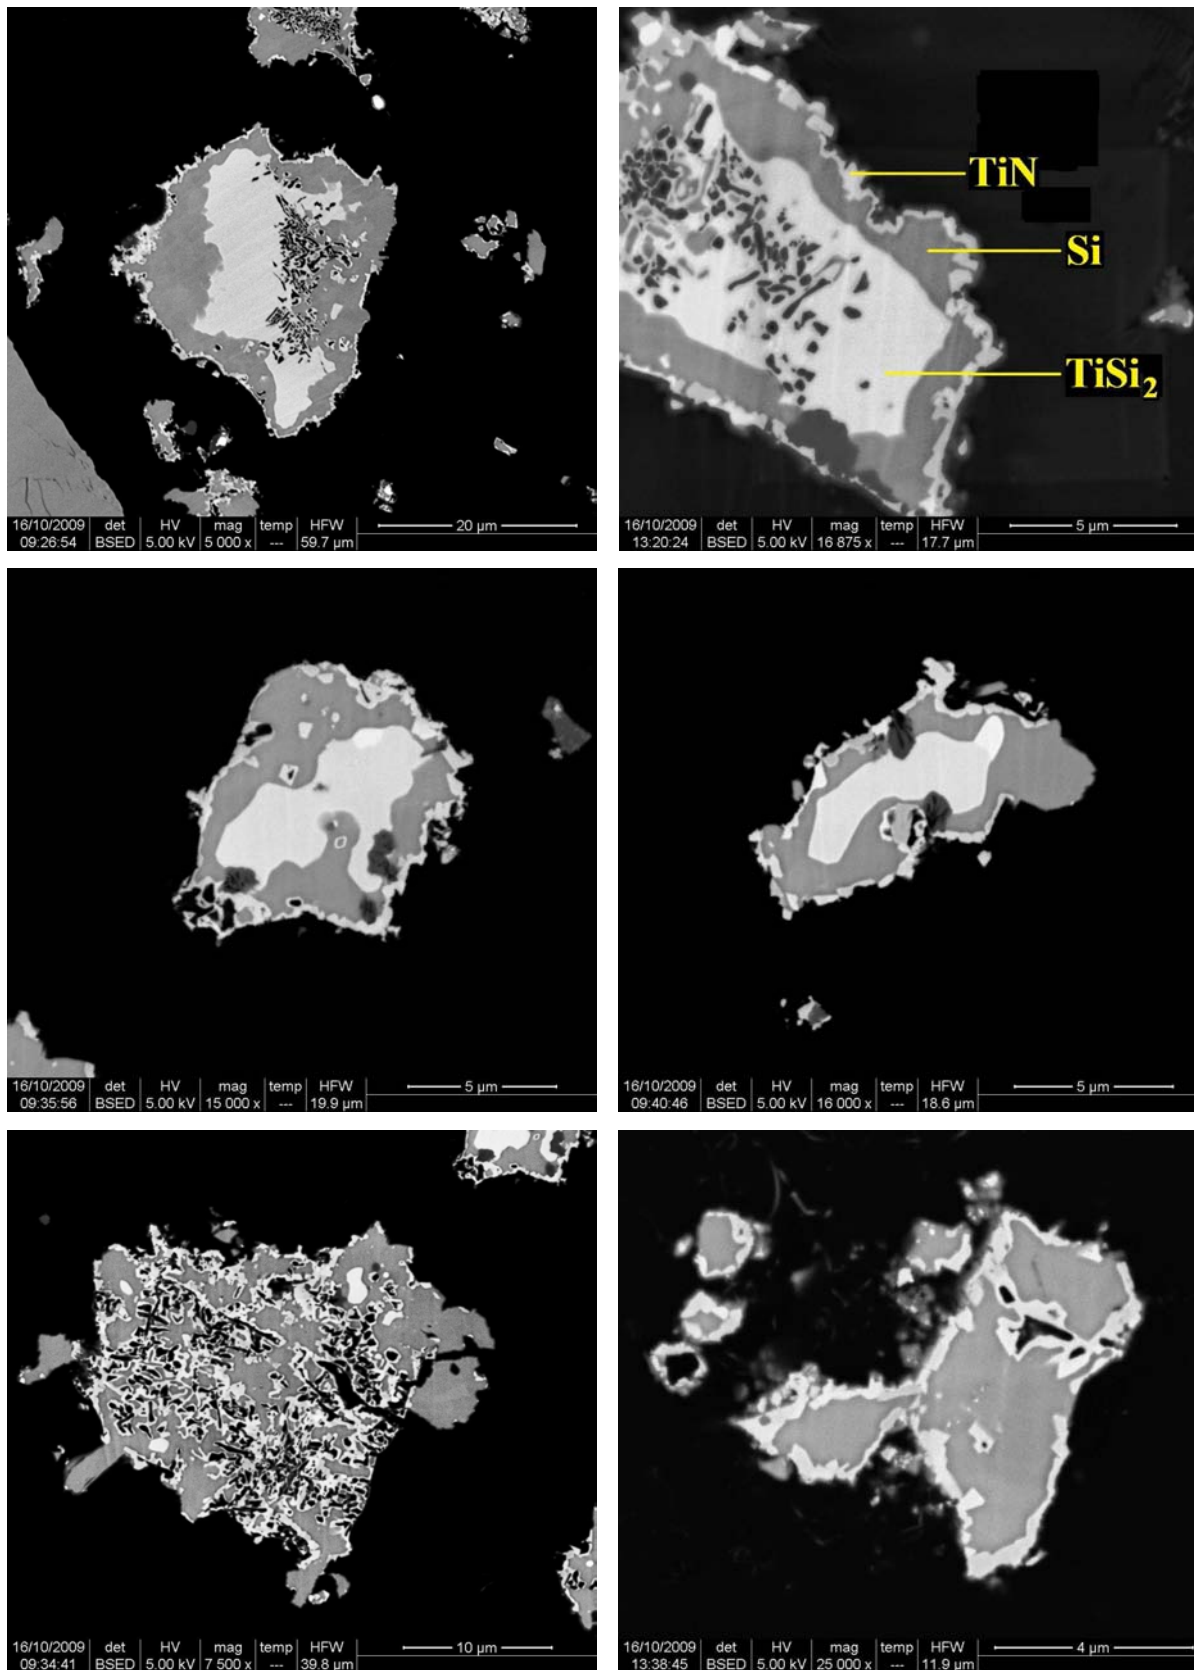 TiN
Si
TiSi2
16/10/2009 det HV mag temp HFW 20 µm
09:26:54 BSED 5.00 kV 5 000 x --- 59.7 µm
16/10/2009 det HV mag temp HFW 5 µm
13:20:24 BSED 5.00 kV 16 875 x --- 17.7 µm
16/10/2009 det HV mag temp HFW 5 µm
09:35:56 BSED 5.00 kV 15 000 x --- 19.9 µm
16/10/2009 det HV mag temp HFW 5 µm
09:40:46 BSED 5.00 kV 16 000 x --- 18.6 µm
16/10/2009 det HV mag temp HFW 10 µm
09:34:41 BSED 5.00 kV 7 500 x --- 39.8 µm
16/10/2009 det HV mag temp HFW 4 µm
13:38:45 BSED 5.00 kV 25 000 x --- 11.9 µm